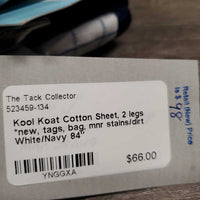 The Tack Collector
523459-134
Kool Koat Cotton Sheet, 2 legs
*new, tags, bag, mnr stains/dirt
White/Navy 84"
$66.00
YNGGXA
Retail (New) Price
is $98